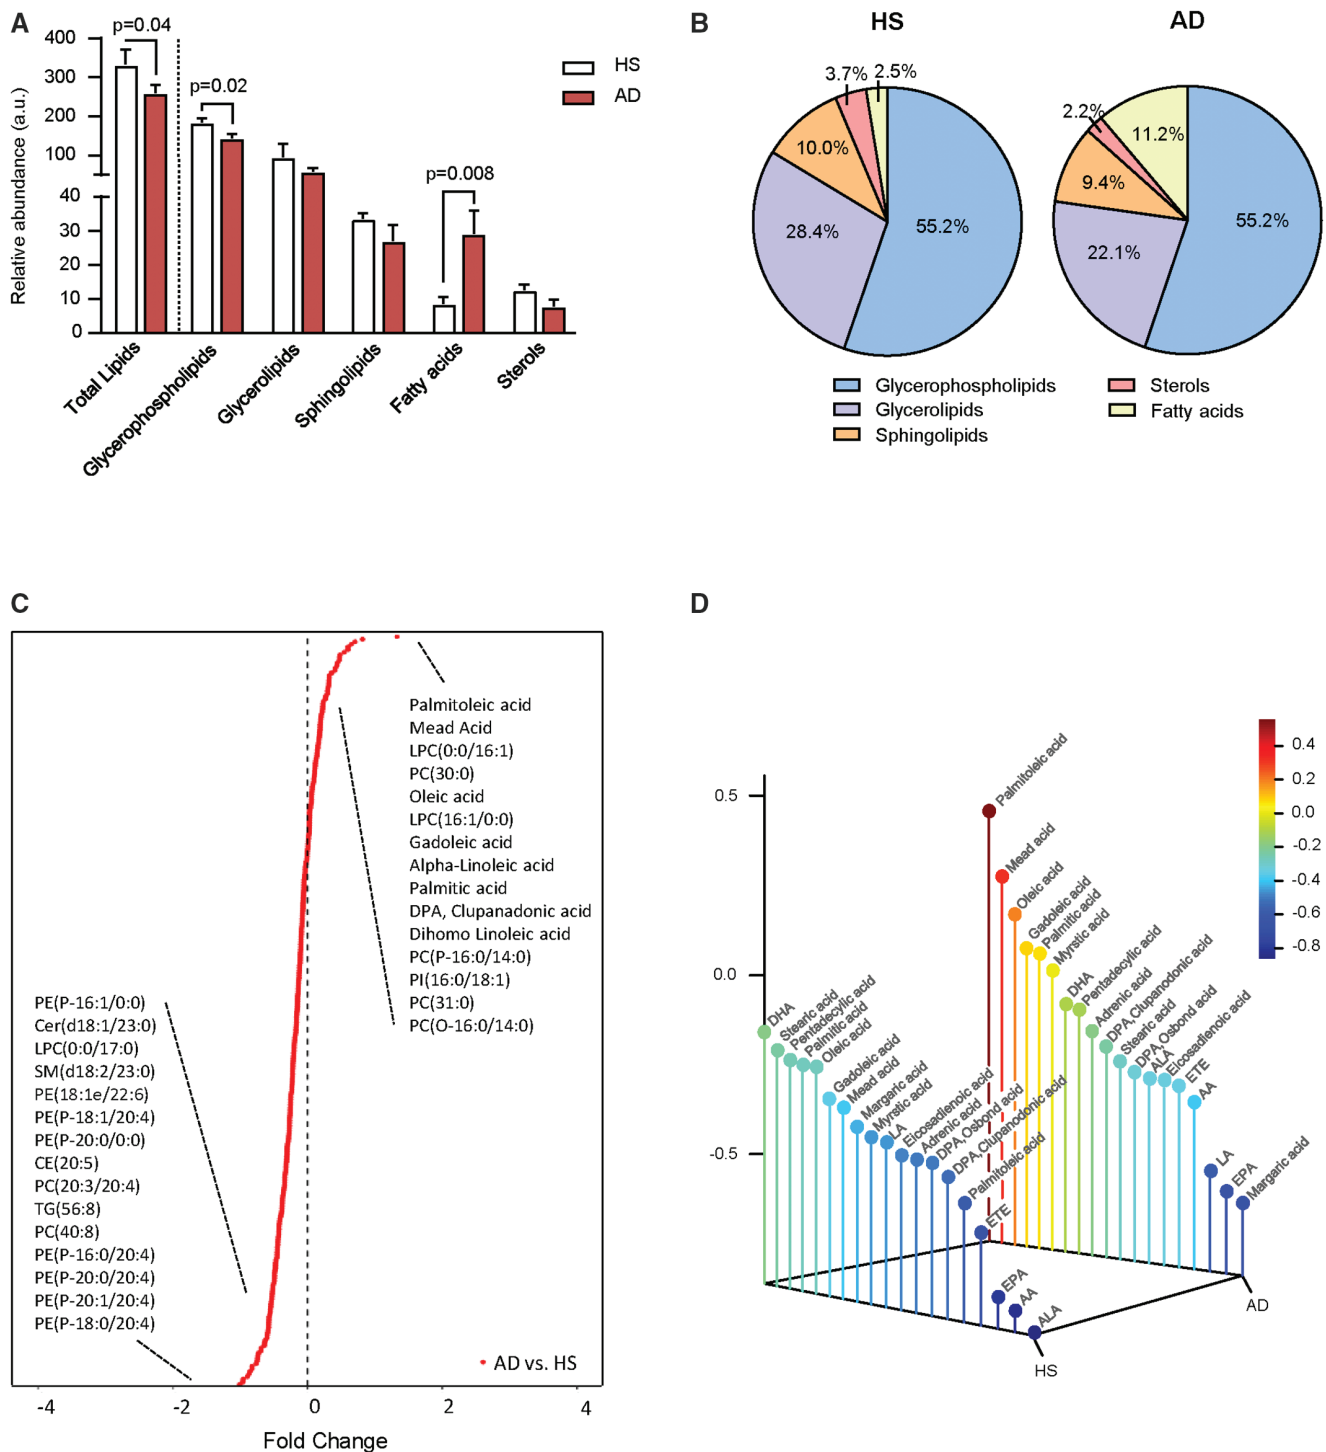 A
p=0.04
400
300
200
100
40
30
20
10
0
Relative abundance (a.u.)
p=0.02
p=0.008
HS
AD
Total Lipids
Glycerophospholipids
Glycerolipids
Sphingolipids
Fatty acids
Sterols
B
HS
AD
3.7%
2.5%
10.0%
28.4%
55.2%
2.2%
11.2%
9.4%
22.1%
55.2%
Glycerophospholipids
Glycerolipids
Sphingolipids
Sterols
Fatty acids
C
Palmitoleic acid
Mead Acid
LPC(0:0/16:1)
PC(30:0)
Oleic acid
LPC(16:1/0:0)
Gadoleic acid
Alpha-Linoleic acid
Palmitic acid
DPA, Clupanadonic acid
Dihomo Linoleic acid
PC(P-16:0/14:0)
PI(16:0/18:1)
PC(31:0)
PC(O-16:0/14:0)
PE(P-16:1/0:0)
Cer(d18:1/23:0)
LPC(0:0/17:0)
SM(d18:2/23:0)
PE(18:1e/22:6)
PE(P-18:1/20:4)
PE(P-20:0/0:0)
CE(20:5)
PC(20:3/20:4)
TG(56:8)
PC(40:8)
PE(P-16:0/20:4)
PE(P-20:0/20:4)
PE(P-20:1/20:4)
PE(P-18:0/20:4)
AD vs. HS
-4
-2
0
2
4
Fold Change
D
0.5
0.0
-0.5
DHA
Stearic acid
Pentadecylic acid
Palmitic acid
Oleic acid
Gadoleic acid
Mead acid
Margaric acid
Myrstic acid
LA
Eicosadienoic acid
Adrenic acid
DPA, Osbond acid
DPA, Clupanodonic acid
Palmitoleic acid
ETE
EPA
AA
ALA
HS
Palmitoleic acid
Mead acid
Oleic acid
Gadoleic acid
Palmitic acid
Myrstic acid
DHA
Pentadecylic acid
Adrenic acid
DPA, Clupanodonic acid
Stearic acid
DPA, Osbond acid
ALA
Eicosadienoic acid
ETE
AA
LA
EPA
Margaric acid
AD
0.4
0.2
0.0
-0.2
-0.4
-0.6
-0.8